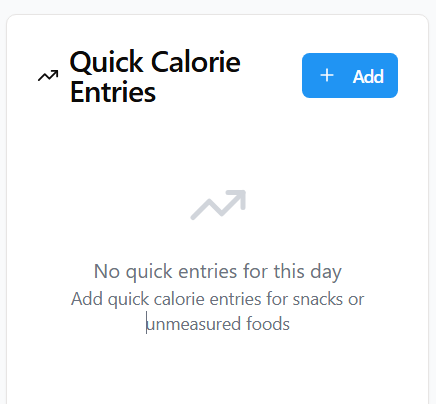 Quick Calorie
Entries
+ Add
No quick entries for this day
Add quick calorie entries for snacks or
unmeasured foods